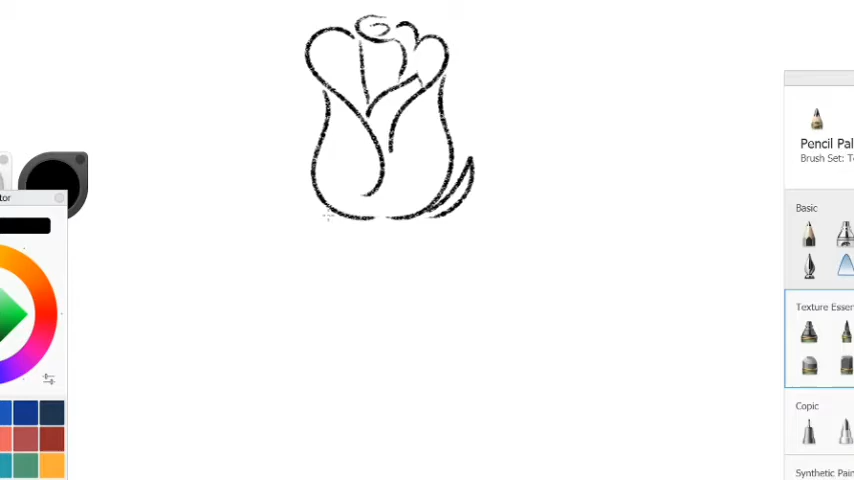 tor
Pencil Pal
Brush Set: T
Basic
Texture Essen
Copic
Synthetic Pain